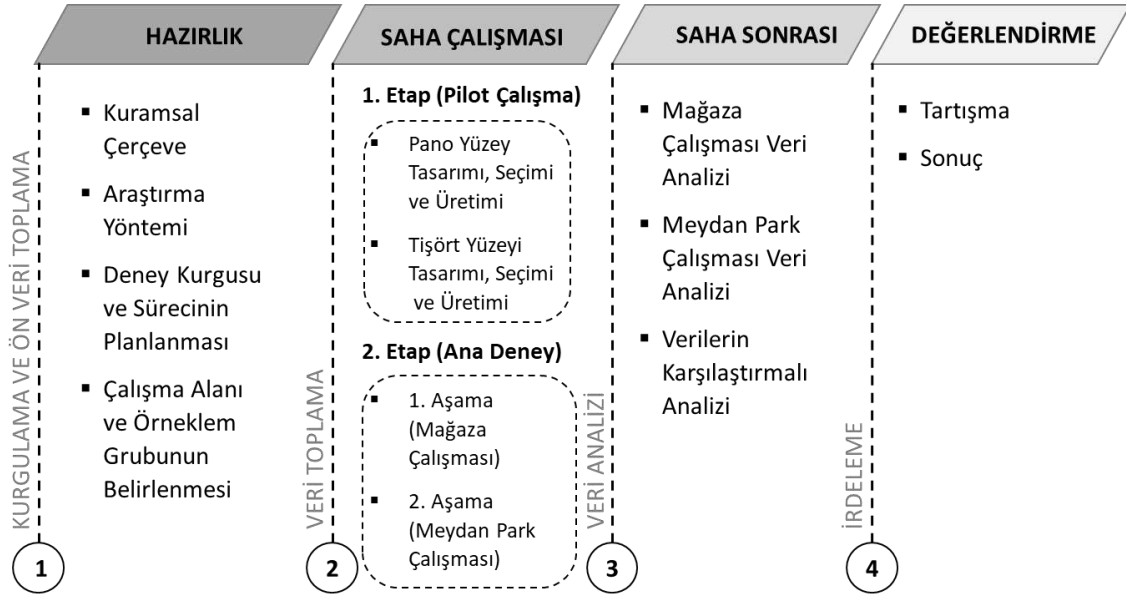 HAZIRLIK
KURGULAMA VE ÖN VERİ TOPLAMA
▪ Kuramsal
Çerçeve
▪ Araştırma
Yöntemi
▪ Deney Kurgusu
ve Sürecinin
Planlanması
▪ Çalışma Alanı
ve Örneklem
Grubunun
Belirlenmesi
1
SAHA ÇALIŞMASI
VERİ TOPLAMA
1. Etap (Pilot Çalışma)
▪ Pano Yüzey
Tasarımı, Seçimi
ve Üretimi
▪ Tişört Yüzeyi
Tasarımı, Seçimi
ve Üretimi
2. Etap (Ana Deney)
▪ 1. Aşama
(Mağaza
Çalışması)
▪ 2. Aşama
(Meydan Park
Çalışması)
2
SAHA SONRASI
VERİ ANALİZİ
▪ Mağaza
Çalışması Veri
Analizi
▪ Meydan Park
Çalışması Veri
Analizi
▪ Verilerin
Karşılaştırmalı
Analizi
3
DEĞERLENDİRME
İRDELEME
▪ Tartışma
▪ Sonuç
4